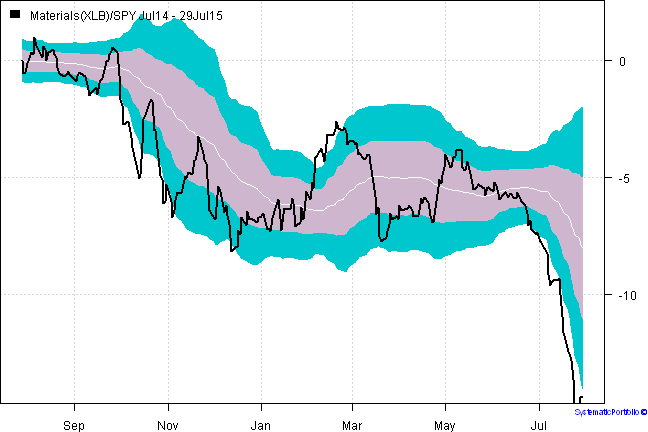 Materials(XLB)/SPY Jul14 - 29Jul15
0
-5
-10
Sep Nov Jan Mar May Jul
SystematicPortfolio ©